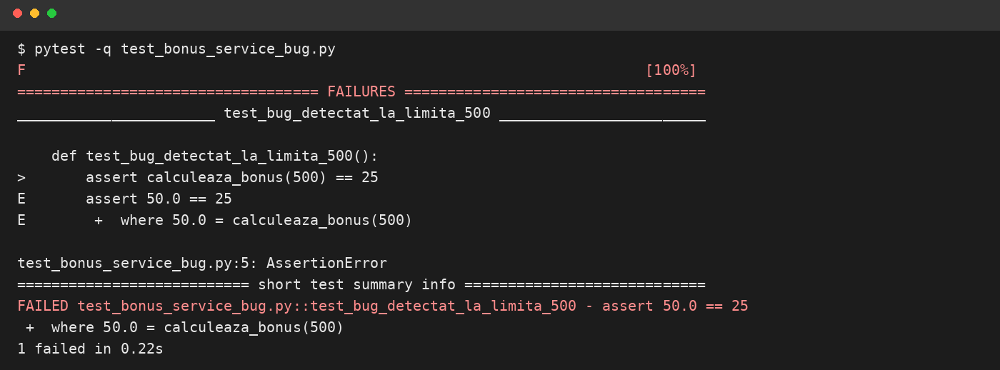 $ pytest -q test_bonus_service_bug.py
F                                                                        [100%]
=================================== FAILURES ===================================
_______________________ test_bug_detectat_la_limita_500 ________________________

    def test_bug_detectat_la_limita_500():
>       assert calculeaza_bonus(500) == 25
E       assert 50.0 == 25
E        +  where 50.0 = calculeaza_bonus(500)

test_bonus_service_bug.py:5: AssertionError
=========================== short test summary info ============================
FAILED test_bonus_service_bug.py::test_bug_detectat_la_limita_500 - assert 50.0 == 25
 +  where 50.0 = calculeaza_bonus(500)
1 failed in 0.22s